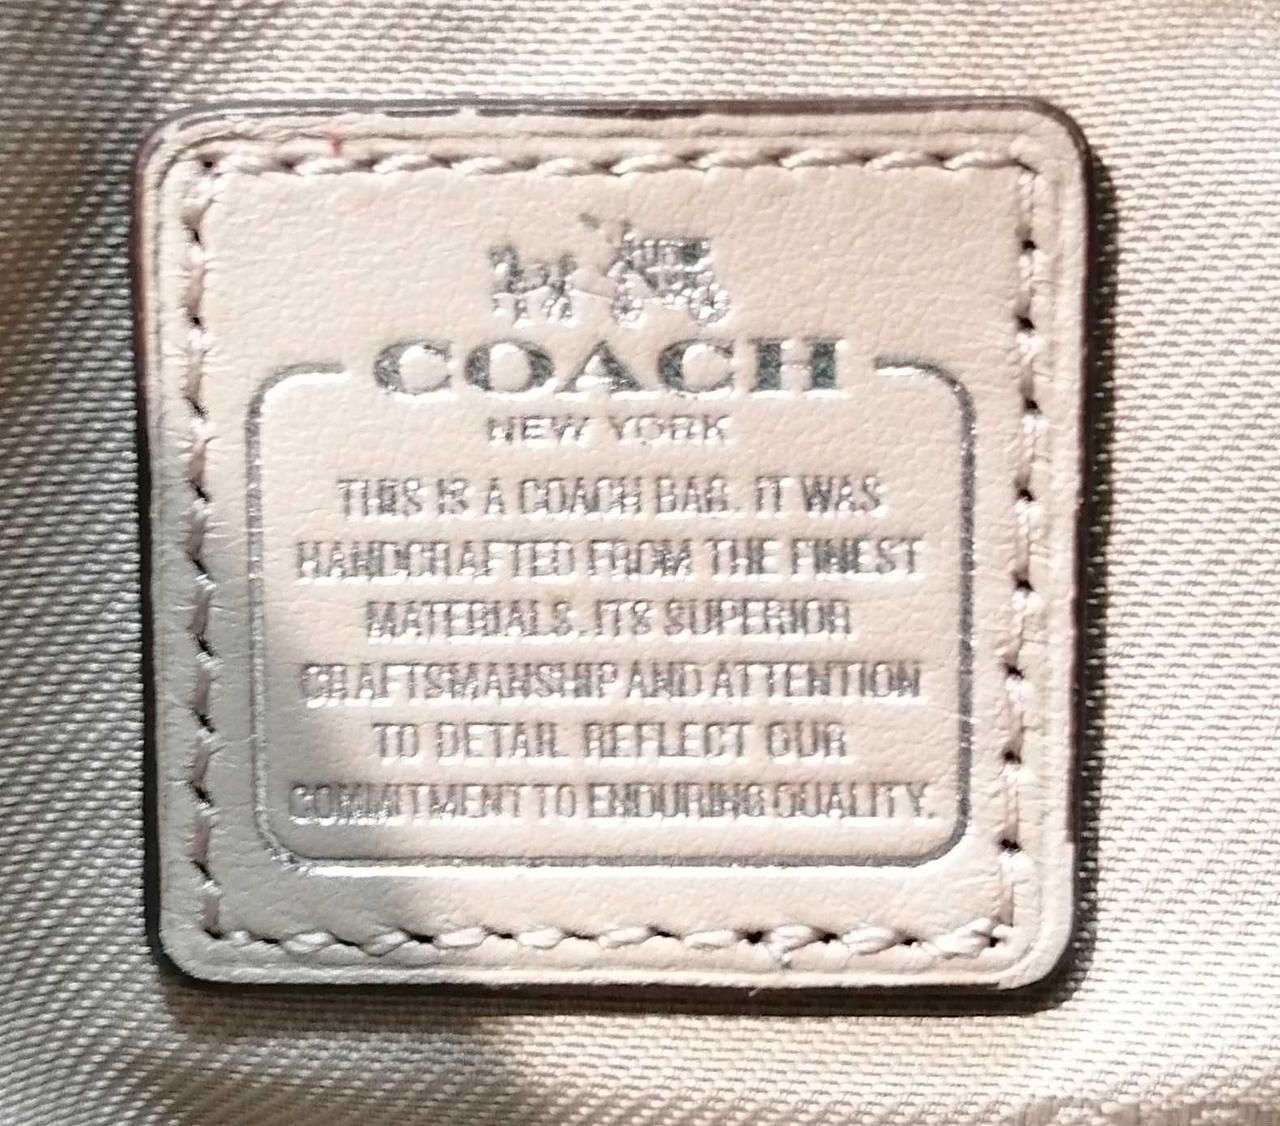 COACH
NEW YORK
THIS IS A COACH BAG. IT WAS
HANDCRAFTED FROM THE FINEST
MATERIALS. ITS SUPERIOR
CRAFTSMANSHIP AND ATTENTION
TO DETAIL REFLECT OUR
COMMITMENT TO ENDURING QUALITY.